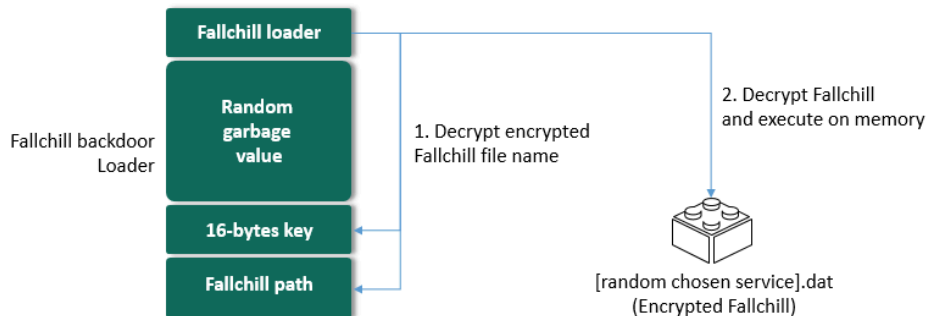 Fallchill loader
Random
garbage
value
Fallchill backdoor
Loader
16-bytes key
Fallchill path
1. Decrypt encrypted
Fallchill file name
2. Decrypt Fallchill
and execute on memory
[random chosen service].dat
(Encrypted Fallchill)